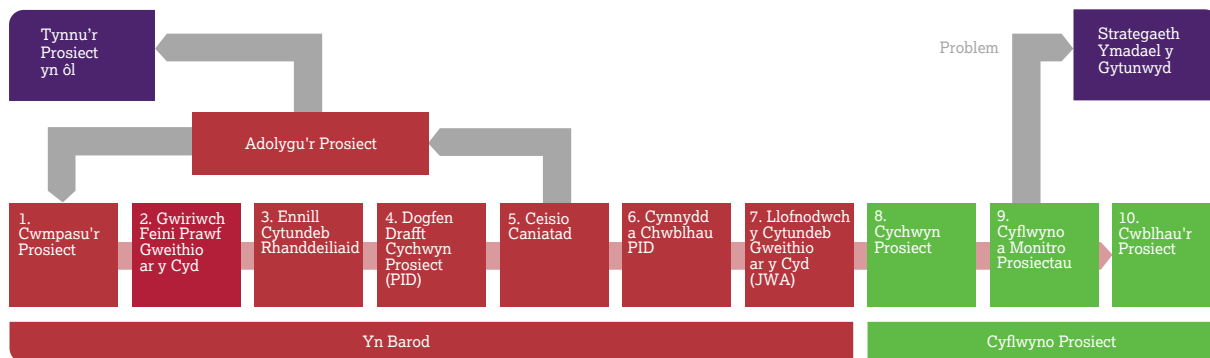 Tynnu'r
Prosiect
yn ôl
Problem
Strategaeth
Ymadael y
Gytunwyd
Adolygu'r Prosiect
1.
Cwmpasu'r
Prosiect
2. Gwiriwch
Feini Prawf
Gweithio
ar y Cyd
3. Ennill
Cytundeb
Rhanddeiliaid
4. Dogfen
Drafft
Cychwyn
Prosiect
(PID)
5. Ceisio
Caniatad
6. Cynnydd
a Chwblhau
PID
7. Llofnodwch
y Cytundeb
Gweithio
ar y Cyd
(JWA)
8.
Cychwyn
Prosiect
9.
Cyflwyno
a Monitro
Prosiectau
10.
Cwblhau'r
Prosiect
Yn Barod
Cyflwyno Prosiect